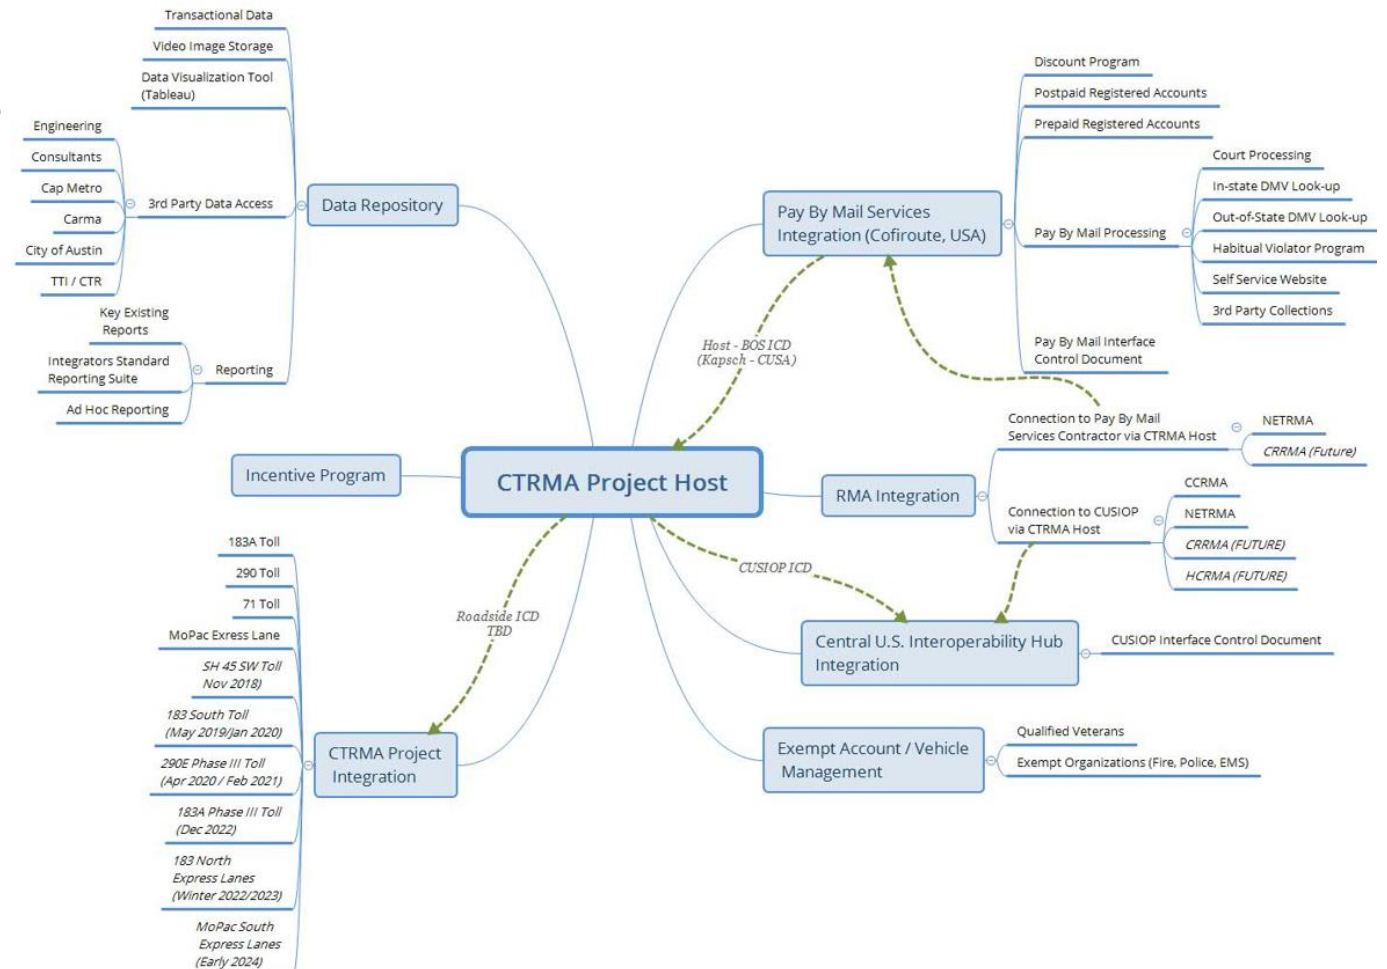 Transactional Data
Video Image Storage
Data Visualization Tool
(Tableau)
Engineering
Consultants
Cap Metro
Carma
City of Austin
TTI / CTR
3rd Party Data Access
Key Existing
Reports
Integrators Standard
Reporting Suite
Ad Hoc Reporting
Reporting
Data Repository
Incentive Program
183A Toll
290 Toll
71 Toll
MoPac Exress Lane
SH 45 SW Toll
Nov 2018)
183 South Toll
(May 2019/Jan 2020)
290E Phase III Toll
(Apr 2020 / Feb 2021)
183A Phase III Toll
(Dec 2022)
183 North
Express Lanes
(Winter 2022/2023)
MoPac South
Express Lanes
(Early 2024)
CTRMA Project
Integration
CTRMA Project Host
Host - BOS ICD
(Kapsch - CUSA)
Roadside ICD
TBD
CUSIOP ICD
Pay By Mail Services
Integration (Cofiroute, USA)
Discount Program
Postpaid Registered Accounts
Prepaid Registered Accounts
Pay By Mail Processing
Court Processing
In-state DMV Look-up
Out-of-State DMV Look-up
Habitual Violator Program
Self Service Website
3rd Party Collections
Pay By Mail Interface
Control Document
RMA Integration
Connection to Pay By Mail
Services Contractor via CTRMA Host
NETRMA
CRRMA (Future)
Connection to CUSIOP
via CTRMA Host
CCRMA
NETRMA
CRRMA (FUTURE)
HCRMA (FUTURE)
Central U.S. Interoperability Hub
Integration
CUSIOP Interface Control Document
Exempt Account / Vehicle
Management
Qualified Veterans
Exempt Organizations (Fire, Police, EMS)